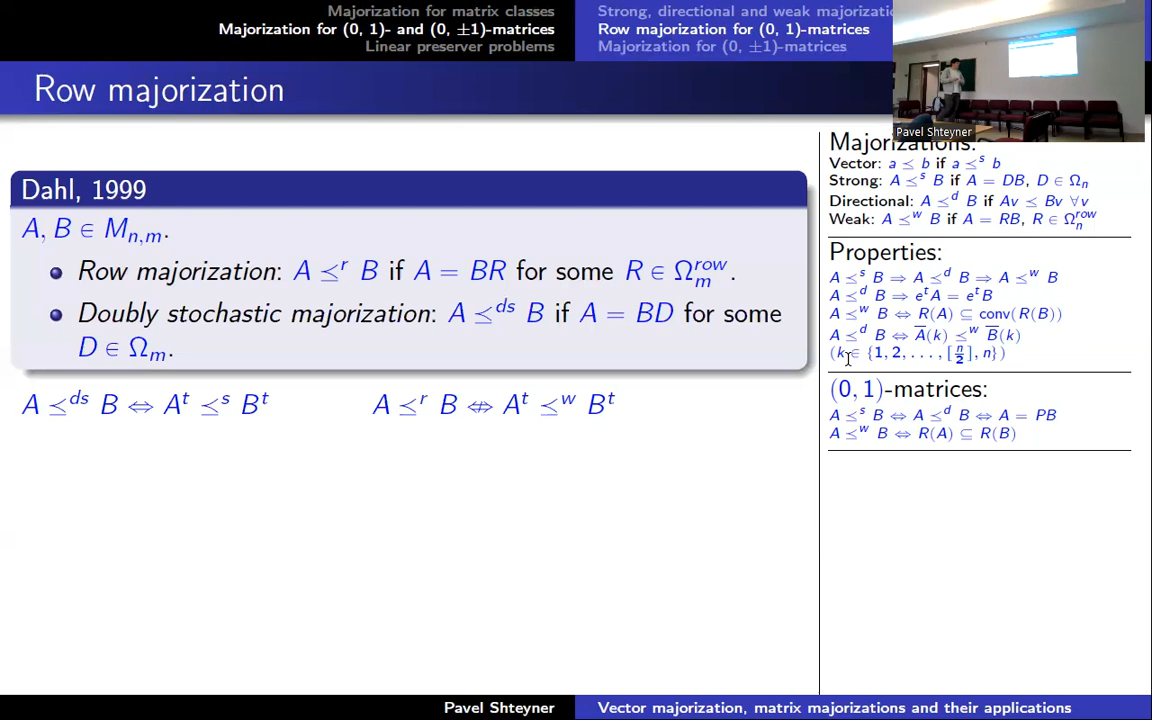 Majorization for matrix classes
Majorization for (0, 1)- and (0, ±1)-matrices
Linear preserver problems
Strong, directional and weak majorizati
Row majorization for (0, 1)-matrices
Majorization for (0, ±1)-matrices
Row majorization
Pavel Shteyner
Dahl, 1999
A, B ∈ M_{n,m}.
• Row majorization: A ⪯^r B if A = BR for some R ∈ Ω_m^{row}.
• Doubly stochastic majorization: A ⪯^{ds} B if A = BD for some
D ∈ Ω_m.
A ⪯^{ds} B ⇔ A^t ⪯^s B^t
A ⪯^r B ⇎ A^t ⪯^w B^t
Majorizations:
Vector: a ⪯ b if a ⪯^s b
Strong: A ⪯^s B if A = DB, D ∈ Ω_n
Directional: A ⪯^d B if Av ⪯ Bv ∀v
Weak: A ⪯^w B if A = RB, R ∈ Ω_n^{row}
Properties:
A ⪯^s B ⇒ A ⪯^d B ⇒ A ⪯^w B
A ⪯^d B ⇒ e^t A = e^t B
A ⪯^w B ⇔ R(A) ⊆ conv(R(B))
A ⪯^d B ⇔ A̅(k) ⪯^w B̅(k)
(k ∈ {1, 2, . . . , [n/2], n})
(0, 1)-matrices:
A ⪯^s B ⇔ A ⪯^d B ⇔ A = PB
A ⪯^w B ⇔ R(A) ⊆ R(B)
Pavel Shteyner
Vector majorization, matrix majorizations and their applications